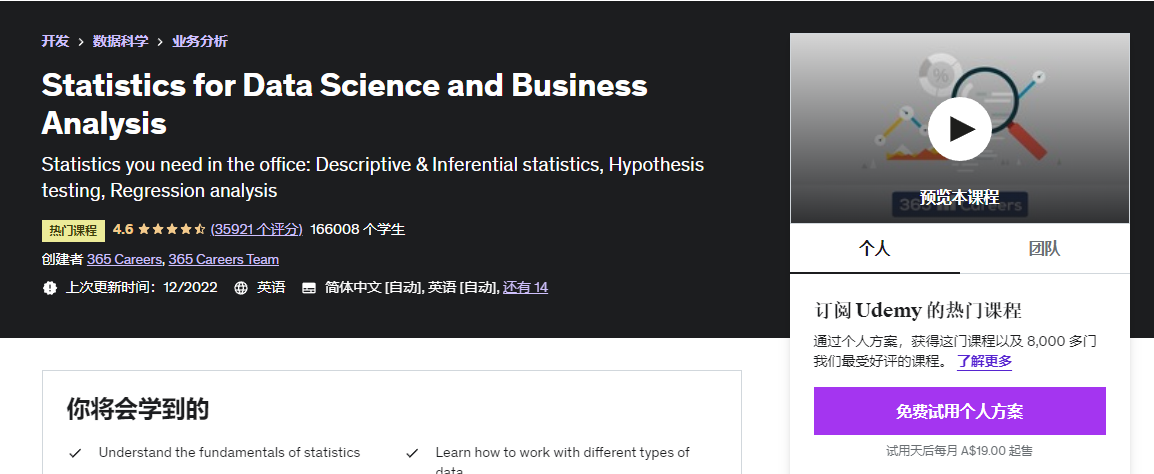 开发 > 数据科学 > 业务分析
Statistics for Data Science and Business
Analysis
Statistics you need in the office: Descriptive & Inferential statistics, Hypothesis
testing, Regression analysis
热门课程 4.6 (35921 个评分) 166008 个学生
创建者 365 Careers, 365 Careers Team
上次更新时间：12/2022 英语 简体中文 [自动], 英语 [自动], 还有 14
你将会学到的
Understand the fundamentals of statistics
Learn how to work with different types of
data
%
365 Careers
预览本课程
个人 团队
订阅 Udemy 的热门课程
通过个人方案，获得这门课程以及 8,000 多门
我们最受好评的课程。 了解更多
免费试用个人方案
试用天后每月 A$19.00 起售